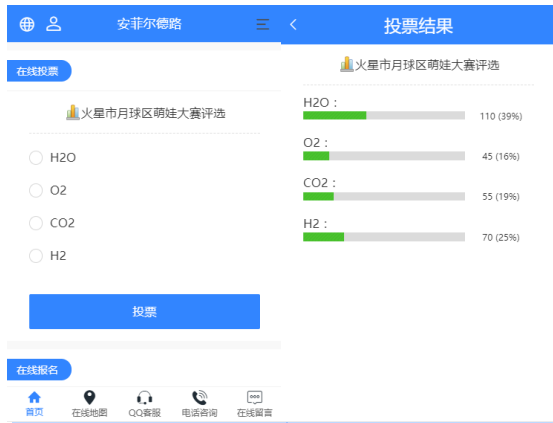 安菲尔德路
在线投票
火星市月球区萌娃大赛评选
H2O
O2
CO2
H2
投票
在线报名
首页
在线地图
QQ客服
电话咨询
在线留言
投票结果
火星市月球区萌娃大赛评选
H2O：
110 (39%)
O2：
45 (16%)
CO2：
55 (19%)
H2：
70 (25%)